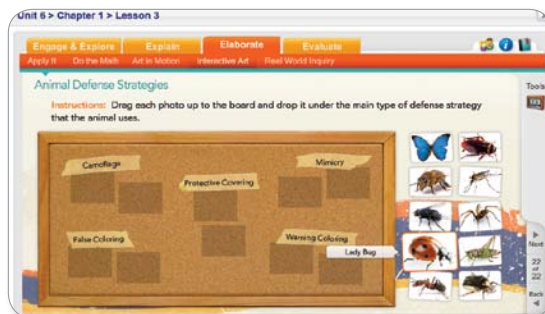 Unit 6 > Chapter 1 > Lesson 3
Engage & Explore Explain Elaborate Evaluate
Apply It Do the Math Art in Motion Interactive Art Real World Inquiry
Animal Defense Strategies
Tools
Instructions: Drag each photo up to the board and drop it under the main type of defense strategy
that the animal uses.
Camoflage
Mimicry
Protective Covering
False Coloring
Warning Coloring
Lady Bug
Next
22
of
22
Back